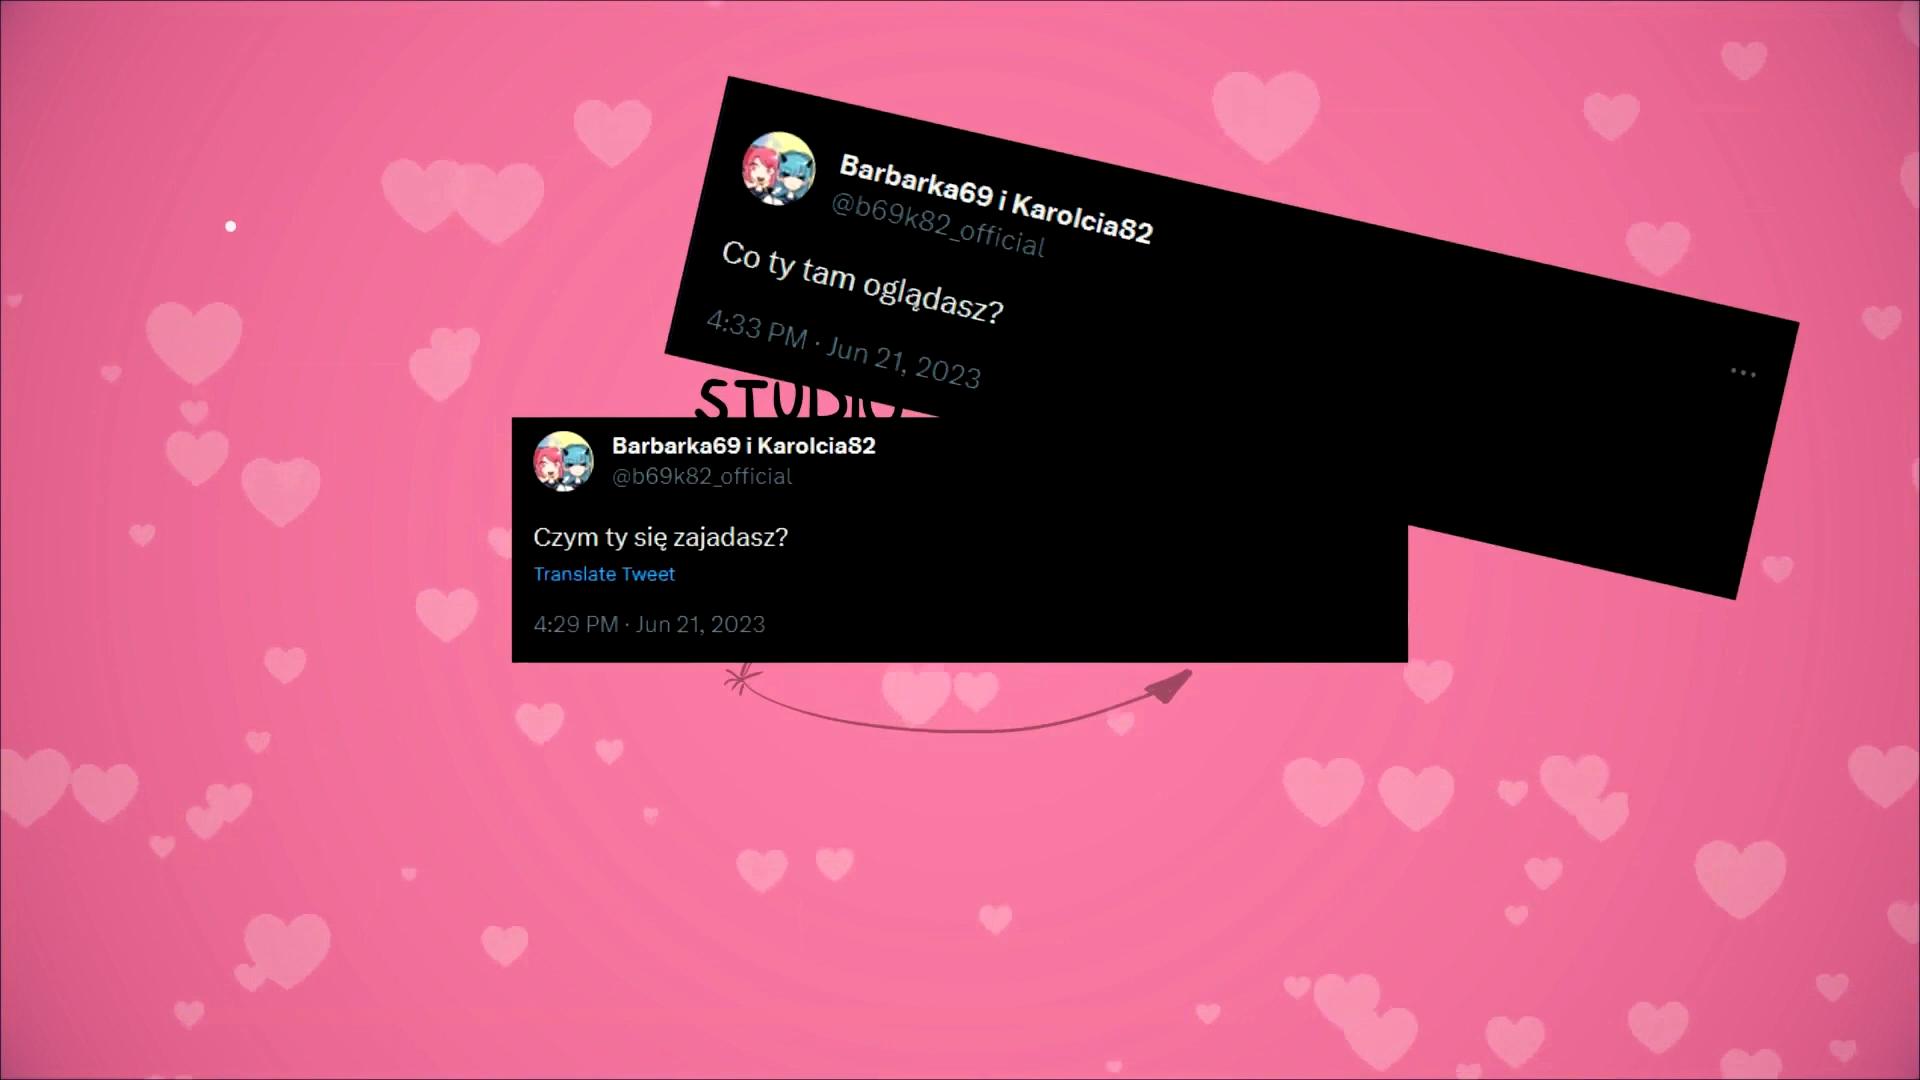 Barbarka69 i Karolcia82
@b69k82_official
Co ty tam oglądasz?
4:33 PM · Jun 21, 2023
STUDIO
Barbarka69 i Karolcia82
@b69k82_official
Czym ty się zajadasz?
Translate Tweet
4:29 PM · Jun 21, 2023